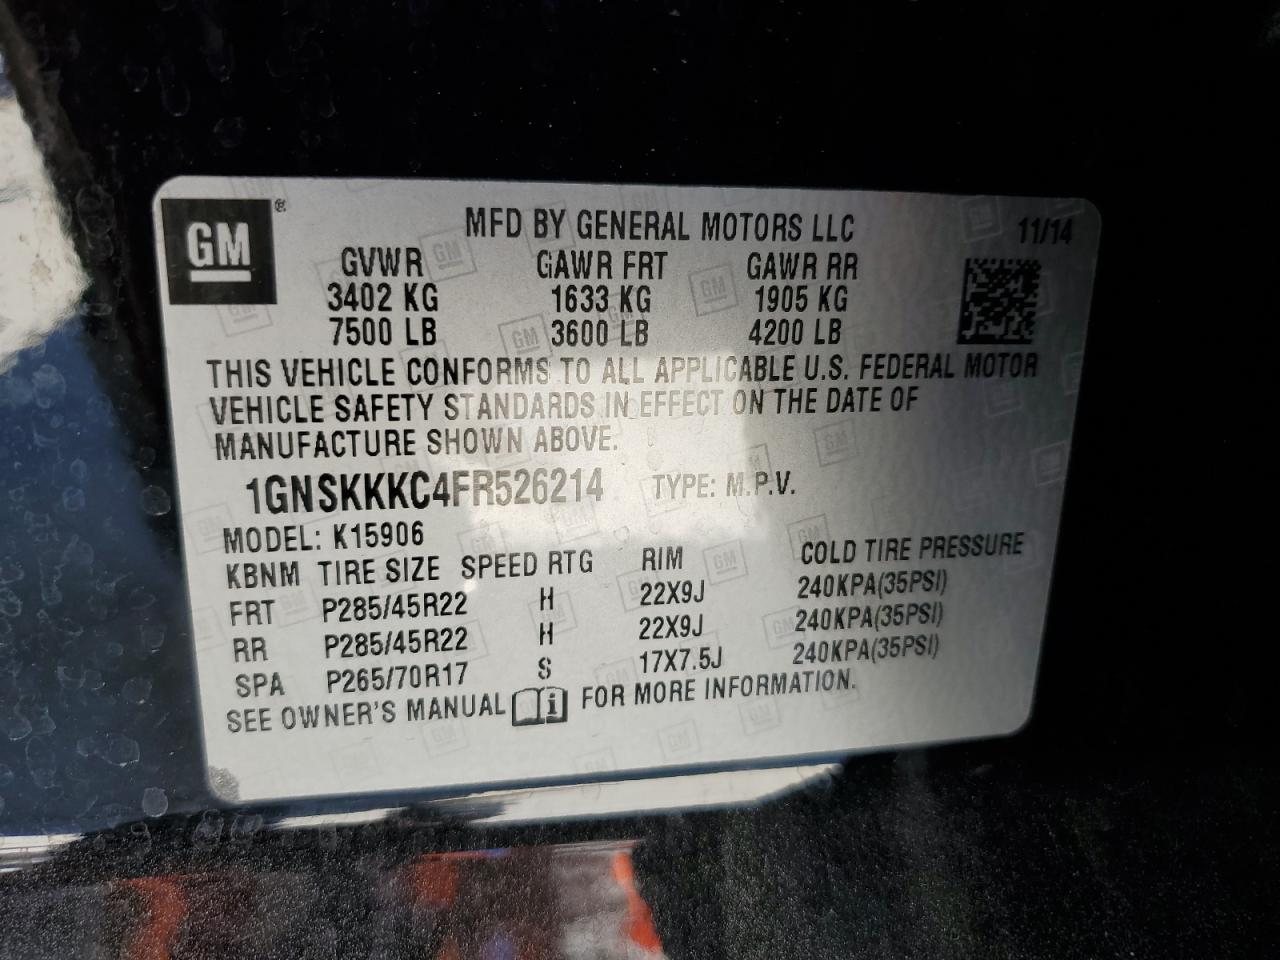 GM ® MFD BY GENERAL MOTORS LLC 11/14
GVWR GAWR FRT GAWR RR
3402 KG 1633 KG 1905 KG
7500 LB 3600 LB 4200 LB
THIS VEHICLE CONFORMS TO ALL APPLICABLE U.S. FEDERAL MOTOR
VEHICLE SAFETY STANDARDS IN EFFECT ON THE DATE OF
MANUFACTURE SHOWN ABOVE.
1GNSKKKC4FR526214 TYPE: M.P.V.
MODEL: K15906
KBNM TIRE SIZE SPEED RTG RIM COLD TIRE PRESSURE
FRT P285/45R22 H 22X9J 240KPA(35PSI)
RR P285/45R22 H 22X9J 240KPA(35PSI)
SPA P265/70R17 S 17X7.5J 240KPA(35PSI)
SEE OWNER'S MANUAL i FOR MORE INFORMATION.